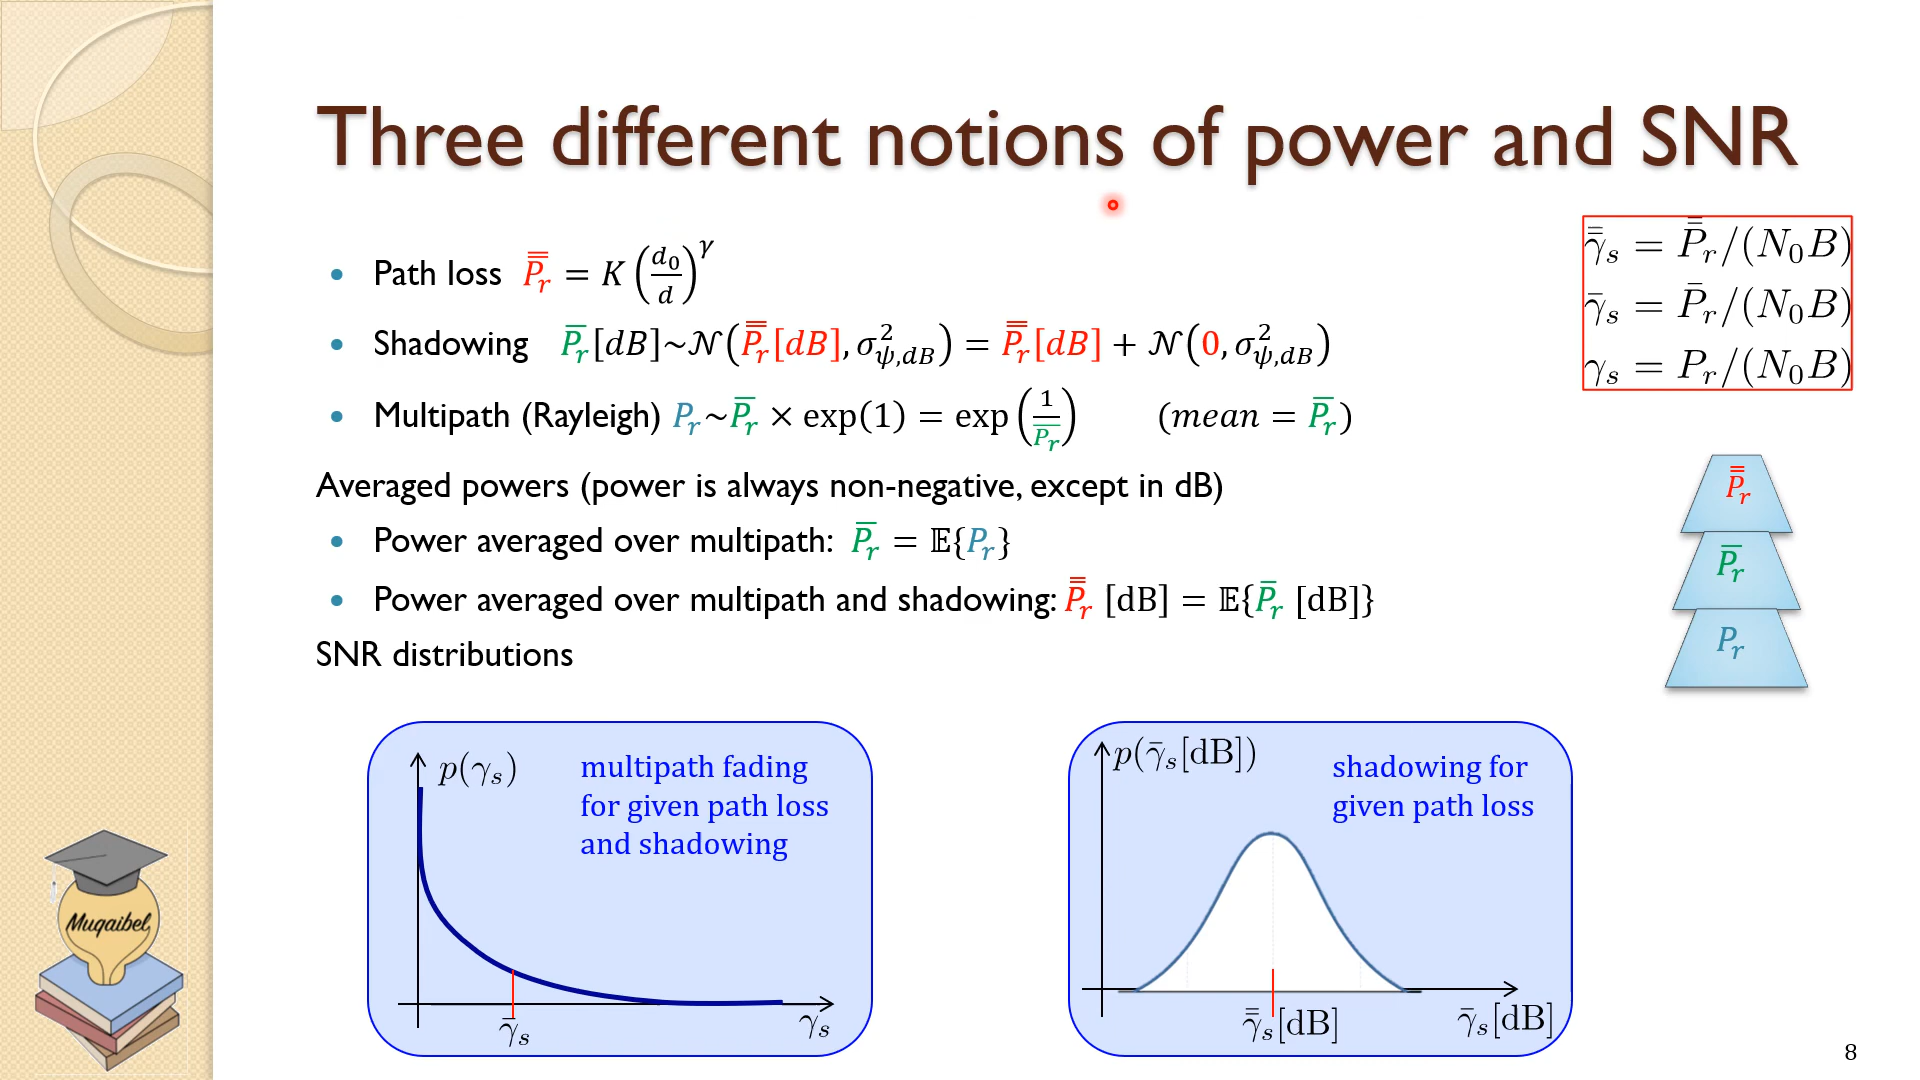 Three different notions of power and SNR
• Path loss P̿_r = K (d_0/d)^γ
• Shadowing P̅_r[dB]~𝒩(P̿_r[dB], σ²_ψ,dB) = P̿_r[dB] + 𝒩(0, σ²_ψ,dB)
• Multipath (Rayleigh) P_r~P̅_r × exp(1) = exp(1/P̅_r) (mean = P̅_r)
Averaged powers (power is always non-negative, except in dB)
• Power averaged over multipath: P̅_r = 𝔼{P_r}
• Power averaged over multipath and shadowing: P̿_r [dB] = 𝔼{P̅_r [dB]}
SNR distributions
γ̿_s = P̿_r/(N_0B)
γ̅_s = P̅_r/(N_0B)
γ_s = P_r/(N_0B)
P̿_r
P̅_r
P_r
p(γ_s)
multipath fading
for given path loss
and shadowing
γ̅_s
γ_s
p(γ̅_s[dB])
shadowing for
given path loss
γ̿_s[dB]
γ̅_s[dB]
Muqaibel
8